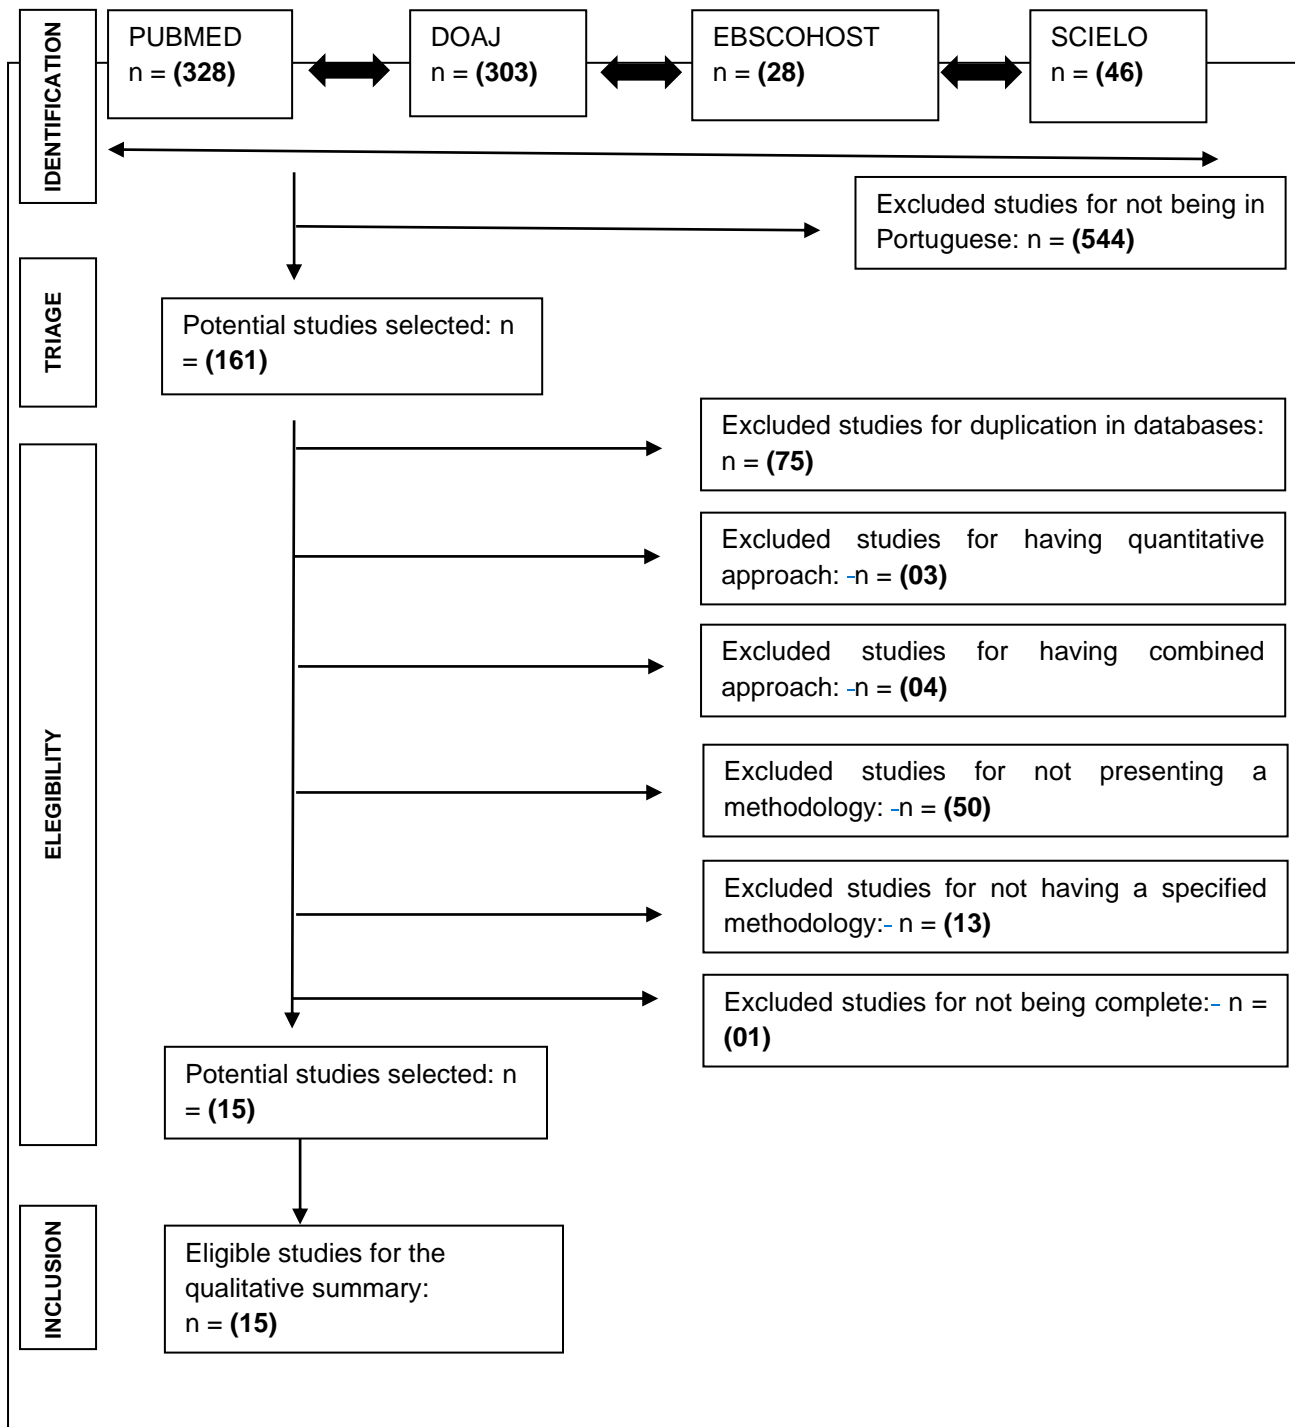 IDENTIFICATION
PUBMED
n = (328)
DOAJ
n = (303)
EBSCOHOST
n = (28)
SCIELO
n = (46)
Excluded studies for not being in
Portuguese: n = (544)
TRIAGE
Potential studies selected: n
= (161)
ELEGIBILITY
Excluded studies for duplication in databases:
n = (75)
Excluded studies for having quantitative
approach: -n = (03)
Excluded studies for having combined
approach: -n = (04)
Excluded studies for not presenting a
methodology: -n = (50)
Excluded studies for not having a specified
methodology:- n = (13)
Excluded studies for not being complete:- n =
(01)
Potential studies selected: n
= (15)
INCLUSION
Eligible studies for the
qualitative summary:
n = (15)